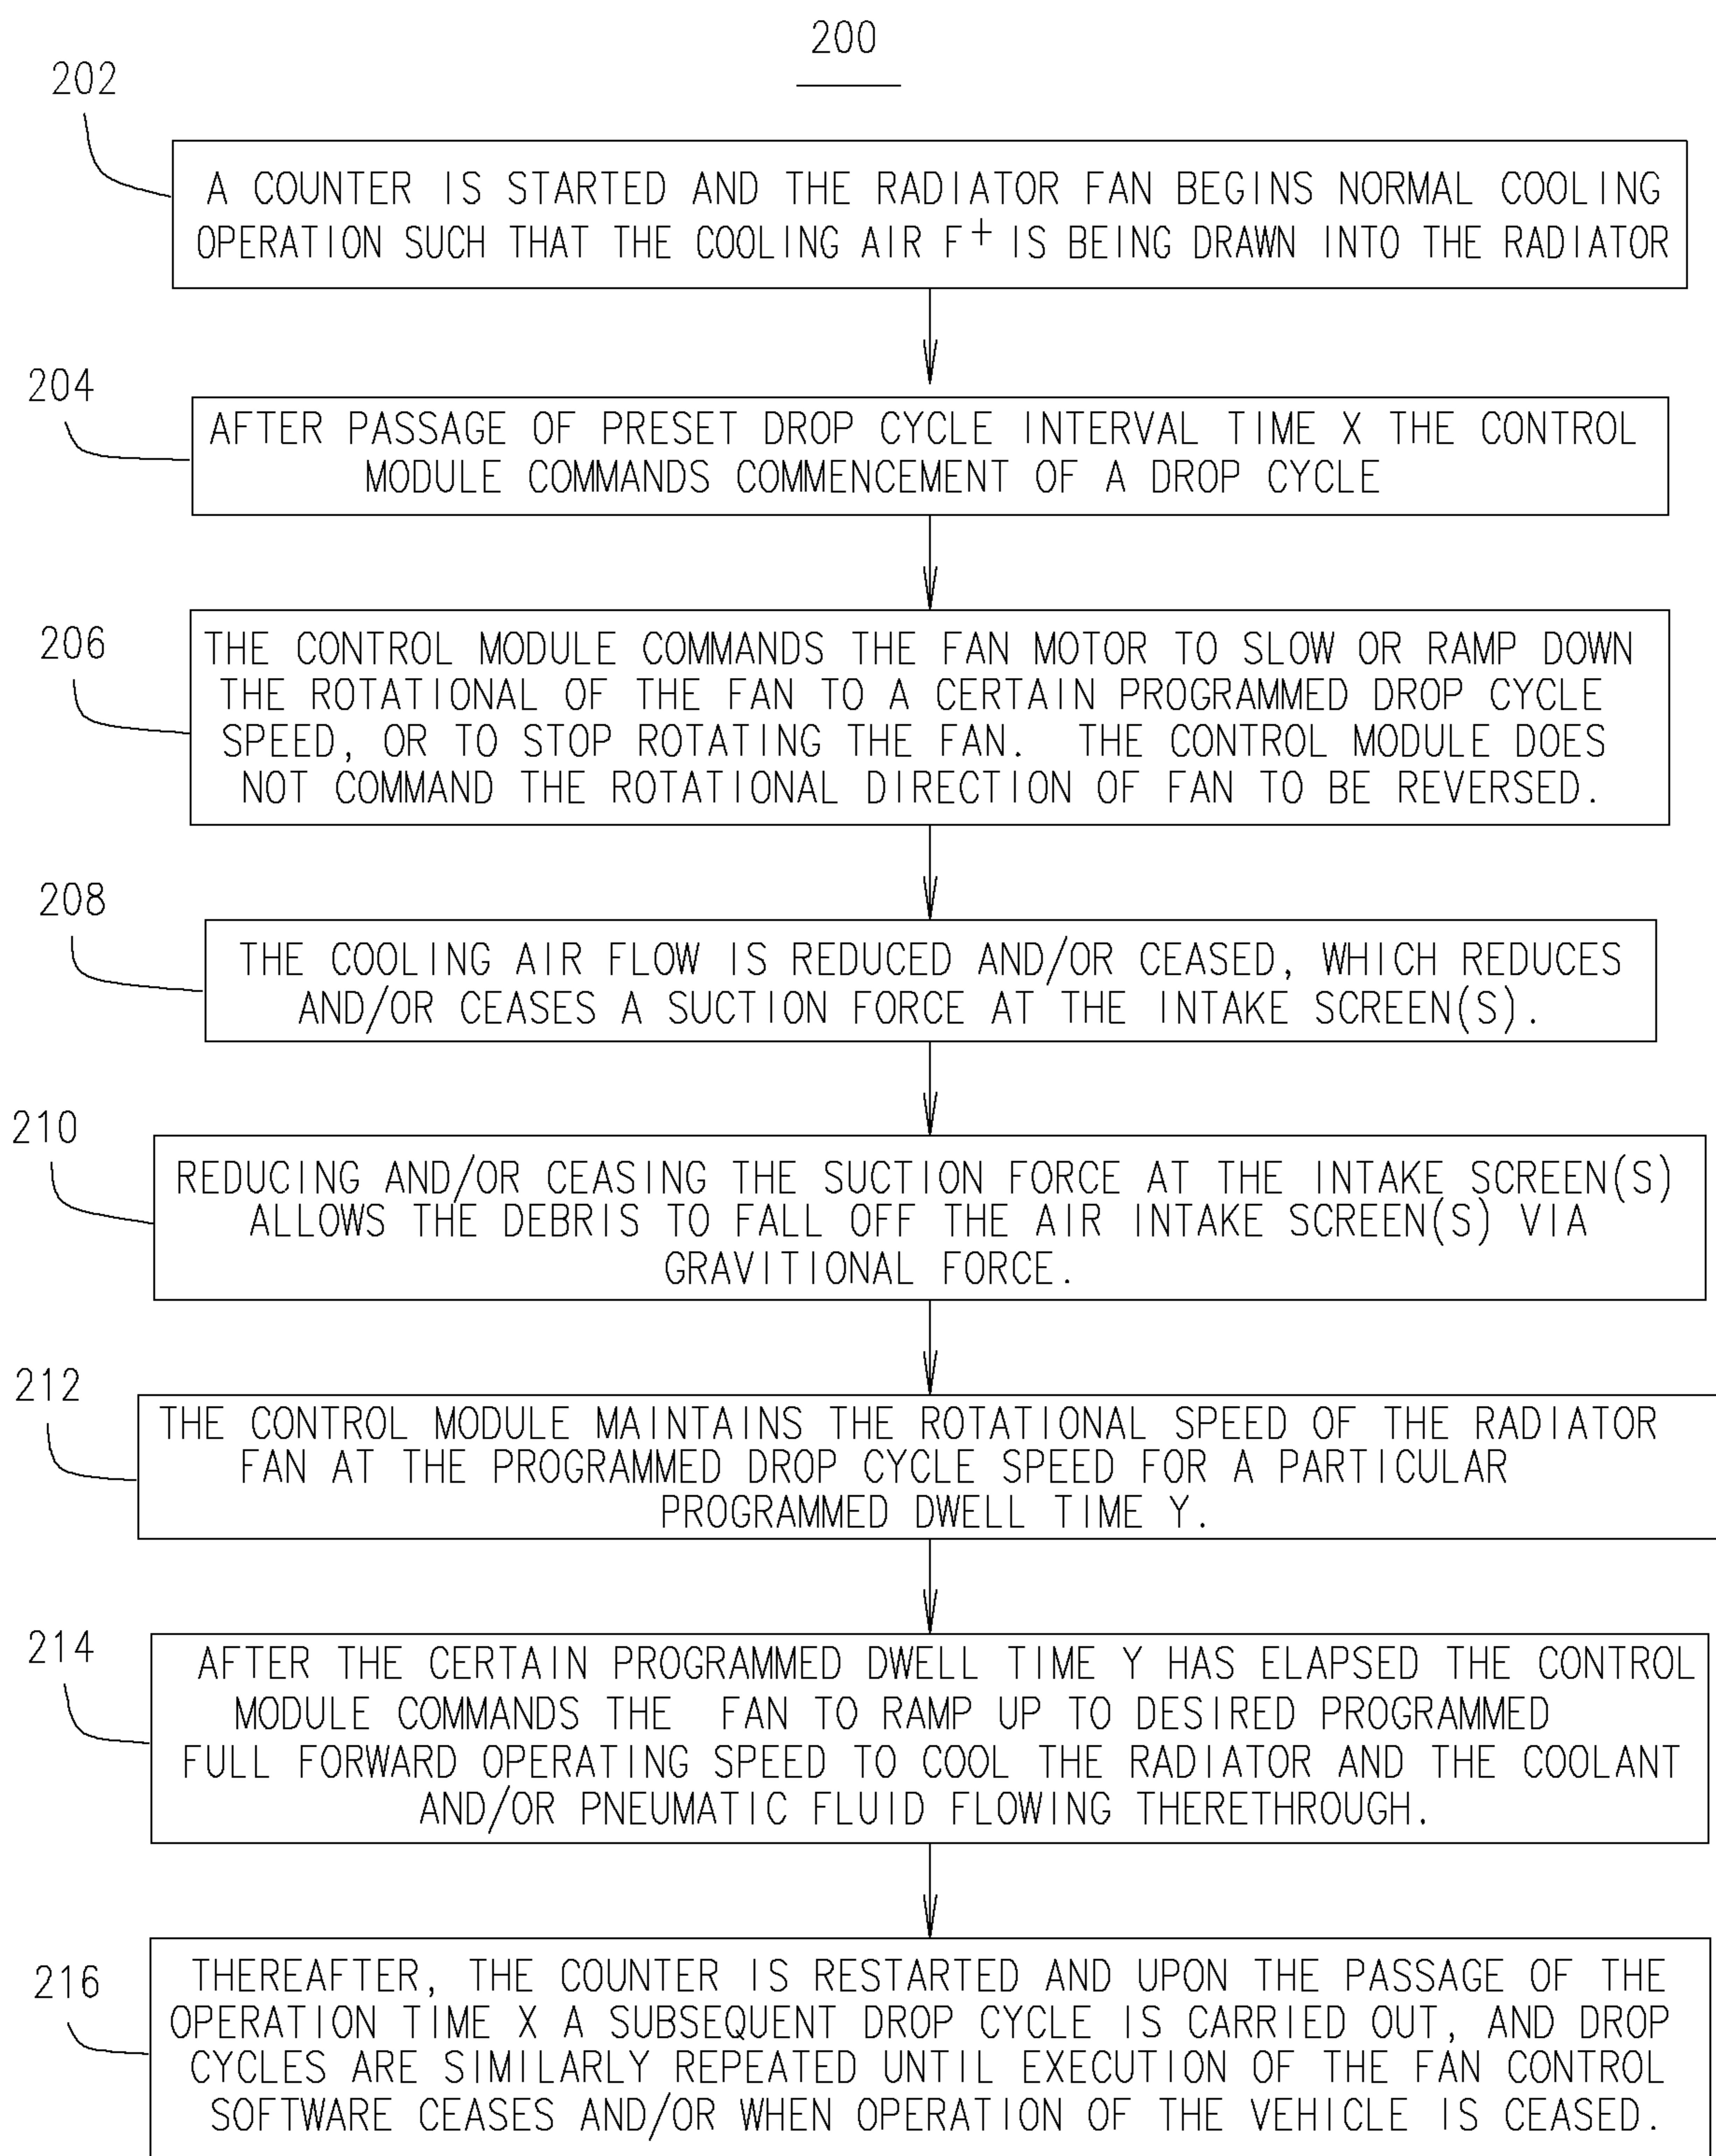 200
202
A COUNTER IS STARTED AND THE RADIATOR FAN BEGINS NORMAL COOLING
OPERATION SUCH THAT THE COOLING AIR F+ IS BEING DRAWN INTO THE RADIATOR
204
AFTER PASSAGE OF PRESET DROP CYCLE INTERVAL TIME X THE CONTROL
MODULE COMMANDS COMMENCEMENT OF A DROP CYCLE
206
THE CONTROL MODULE COMMANDS THE FAN MOTOR TO SLOW OR RAMP DOWN
THE ROTATIONAL OF THE FAN TO A CERTAIN PROGRAMMED DROP CYCLE
SPEED, OR TO STOP ROTATING THE FAN. THE CONTROL MODULE DOES
NOT COMMAND THE ROTATIONAL DIRECTION OF FAN TO BE REVERSED.
208
THE COOLING AIR FLOW IS REDUCED AND/OR CEASED, WHICH REDUCES
AND/OR CEASES A SUCTION FORCE AT THE INTAKE SCREEN(S).
210
REDUCING AND/OR CEASING THE SUCTION FORCE AT THE INTAKE SCREEN(S)
ALLOWS THE DEBRIS TO FALL OFF THE AIR INTAKE SCREEN(S) VIA
GRAVITIONAL FORCE.
212
THE CONTROL MODULE MAINTAINS THE ROTATIONAL SPEED OF THE RADIATOR
FAN AT THE PROGRAMMED DROP CYCLE SPEED FOR A PARTICULAR
PROGRAMMED DWELL TIME Y.
214
AFTER THE CERTAIN PROGRAMMED DWELL TIME Y HAS ELAPSED THE CONTROL
MODULE COMMANDS THE FAN TO RAMP UP TO DESIRED PROGRAMMED
FULL FORWARD OPERATING SPEED TO COOL THE RADIATOR AND THE COOLANT
AND/OR PNEUMATIC FLUID FLOWING THERETHROUGH.
216
THEREAFTER, THE COUNTER IS RESTARTED AND UPON THE PASSAGE OF THE
OPERATION TIME X A SUBSEQUENT DROP CYCLE IS CARRIED OUT, AND DROP
CYCLES ARE SIMILARLY REPEATED UNTIL EXECUTION OF THE FAN CONTROL
SOFTWARE CEASES AND/OR WHEN OPERATION OF THE VEHICLE IS CEASED.